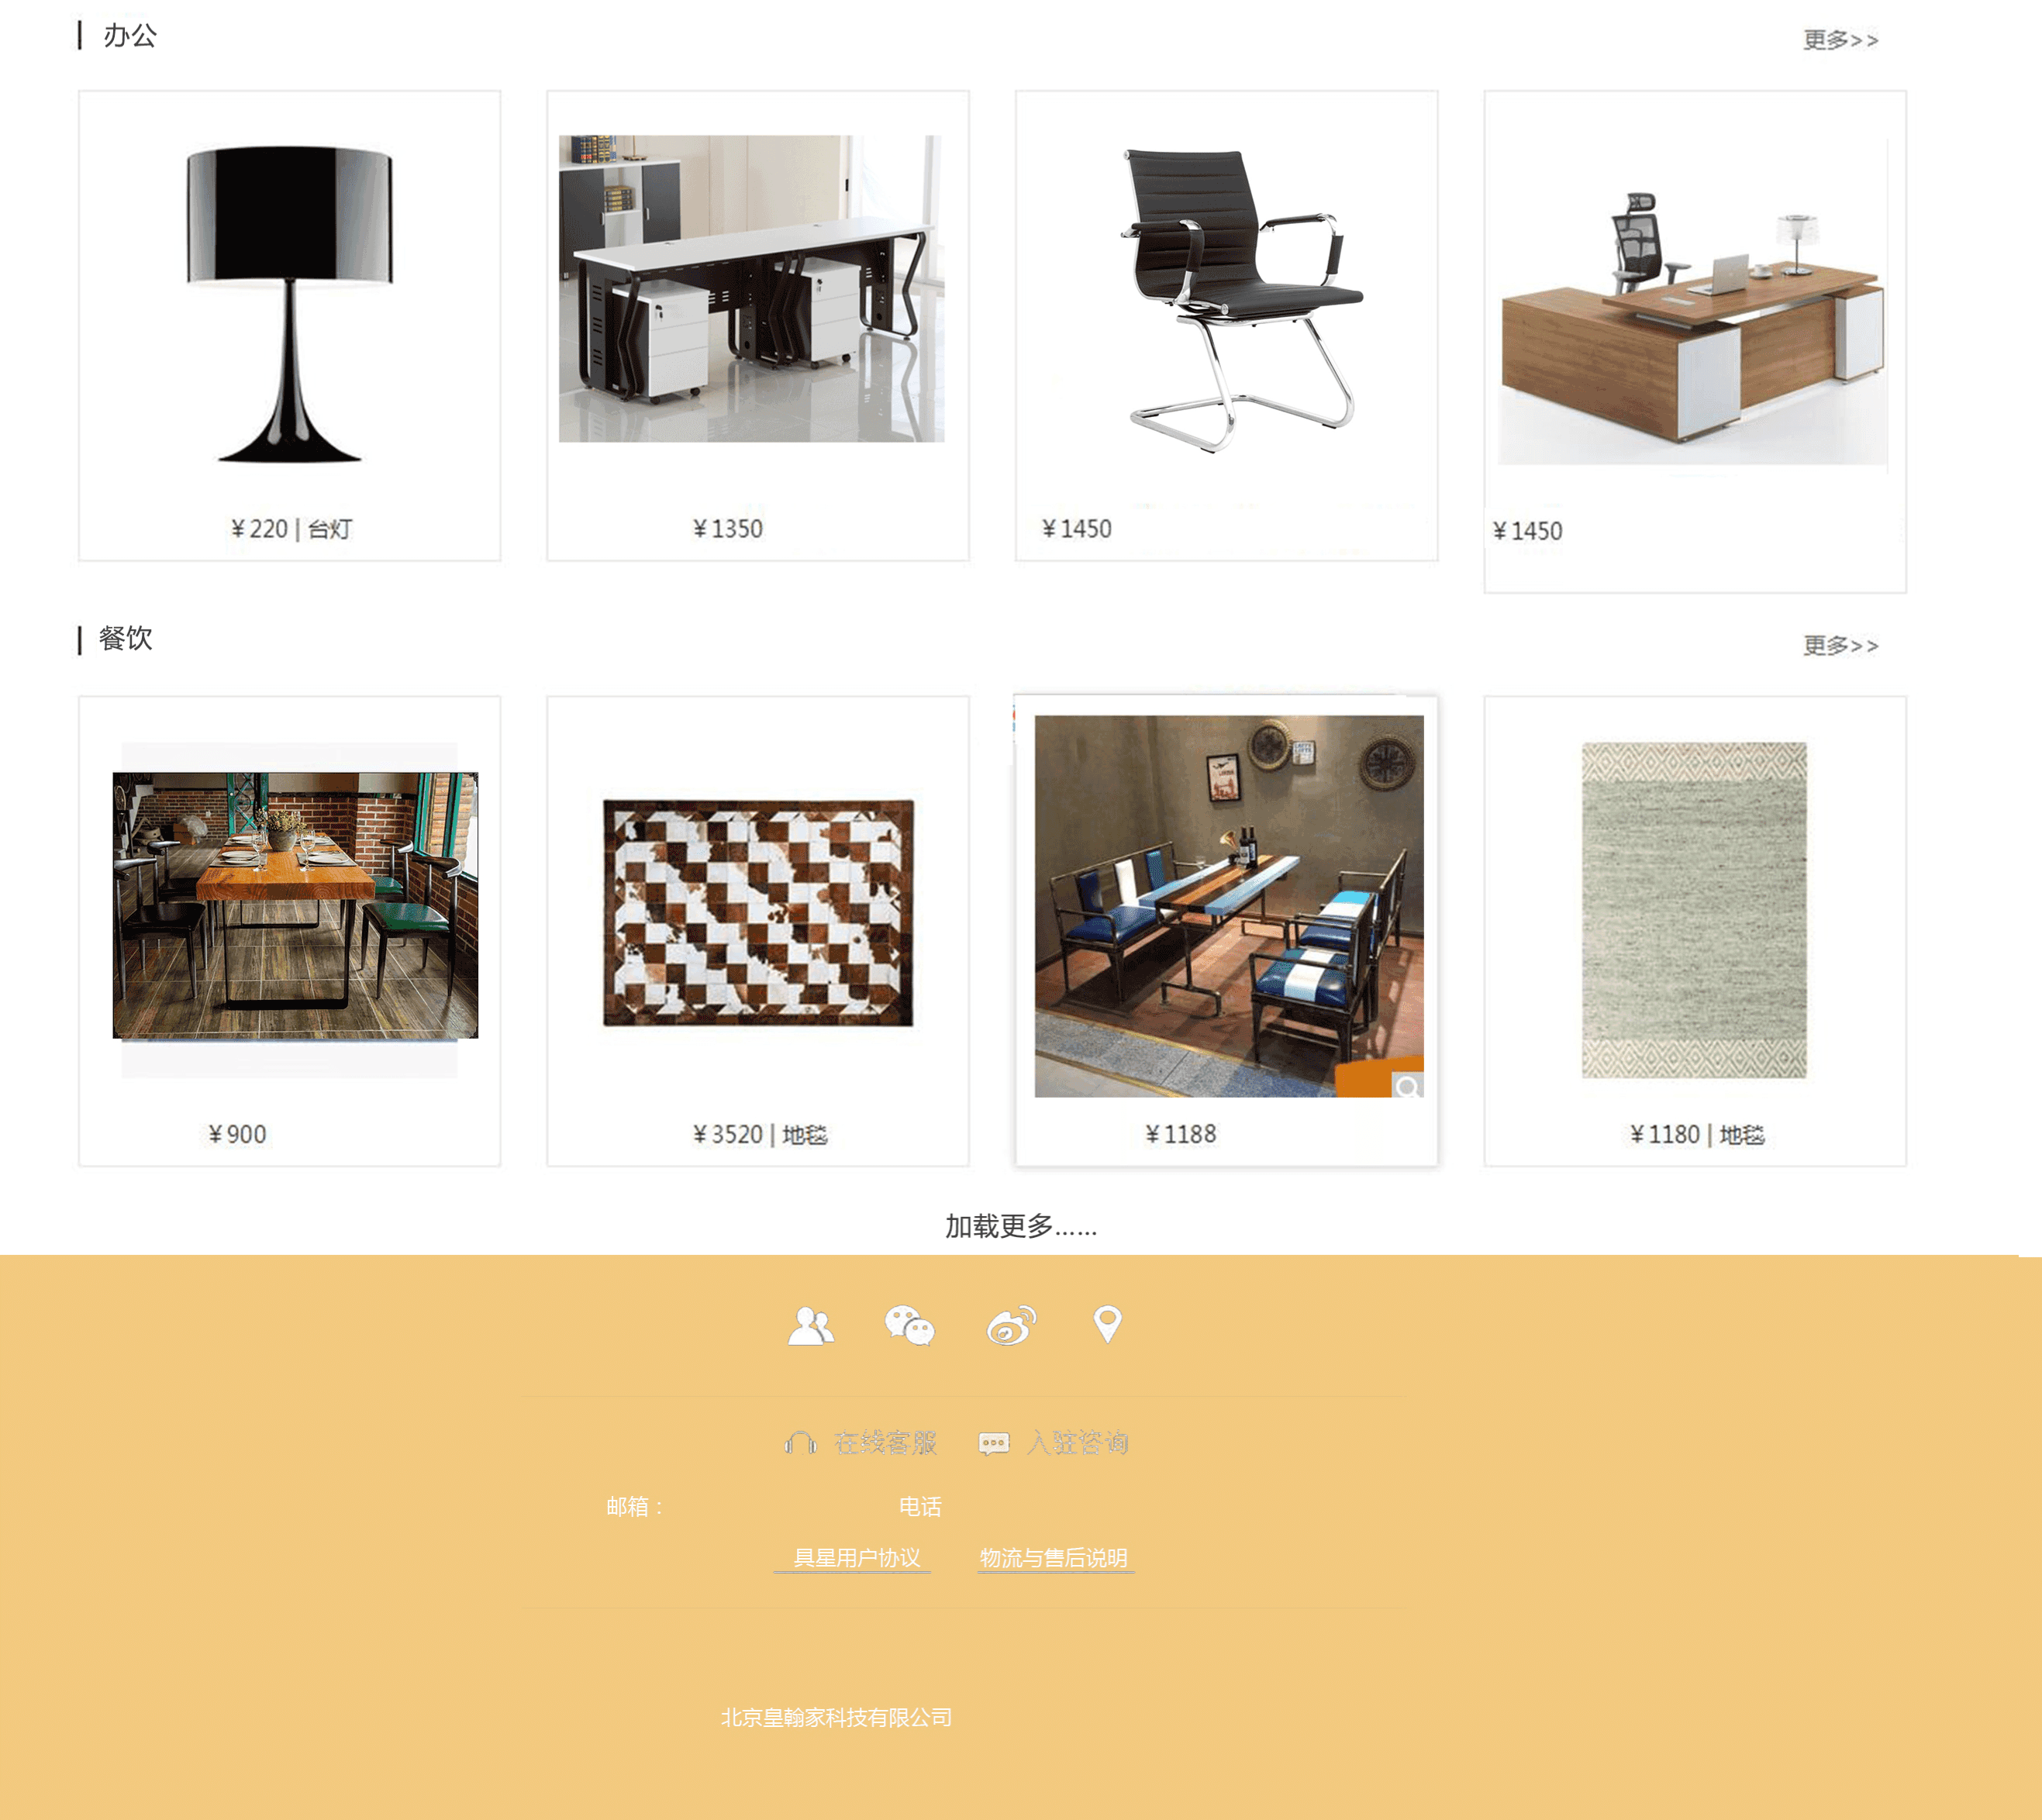 办公
更多>>
￥220 | 台灯
￥1350
￥1450
￥1450
餐饮
更多>>
￥900
￥3520 | 地毯
￥1188
￥1180 | 地毯
加载更多……
在线客服
入驻咨询
邮箱：
电话
具星用户协议
物流与售后说明
北京皇翰家科技有限公司